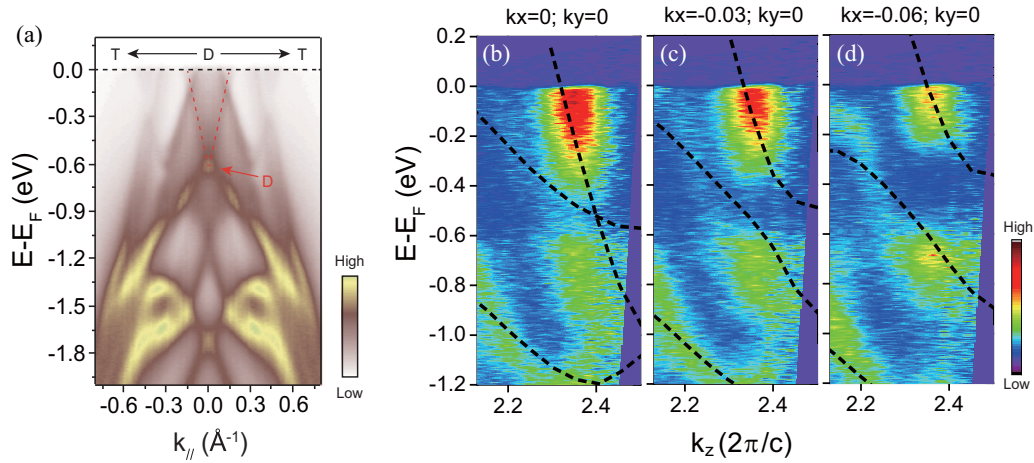 (a)
T D T
E-E_F (eV)
0.0
-0.3
-0.6
-0.9
-1.2
-1.5
-1.8
D
-0.6 -0.3 0.0 0.3 0.6
k_// (Å⁻¹)
High
Low
kx=0; ky=0
kx=-0.03; ky=0
kx=-0.06; ky=0
(b)
(c)
(d)
E-E_F (eV)
0.2
0.0
-0.2
-0.4
-0.6
-0.8
-1.0
-1.2
2.2 2.4
2.2 2.4
2.2 2.4
k_z (2π/c)
High
Low